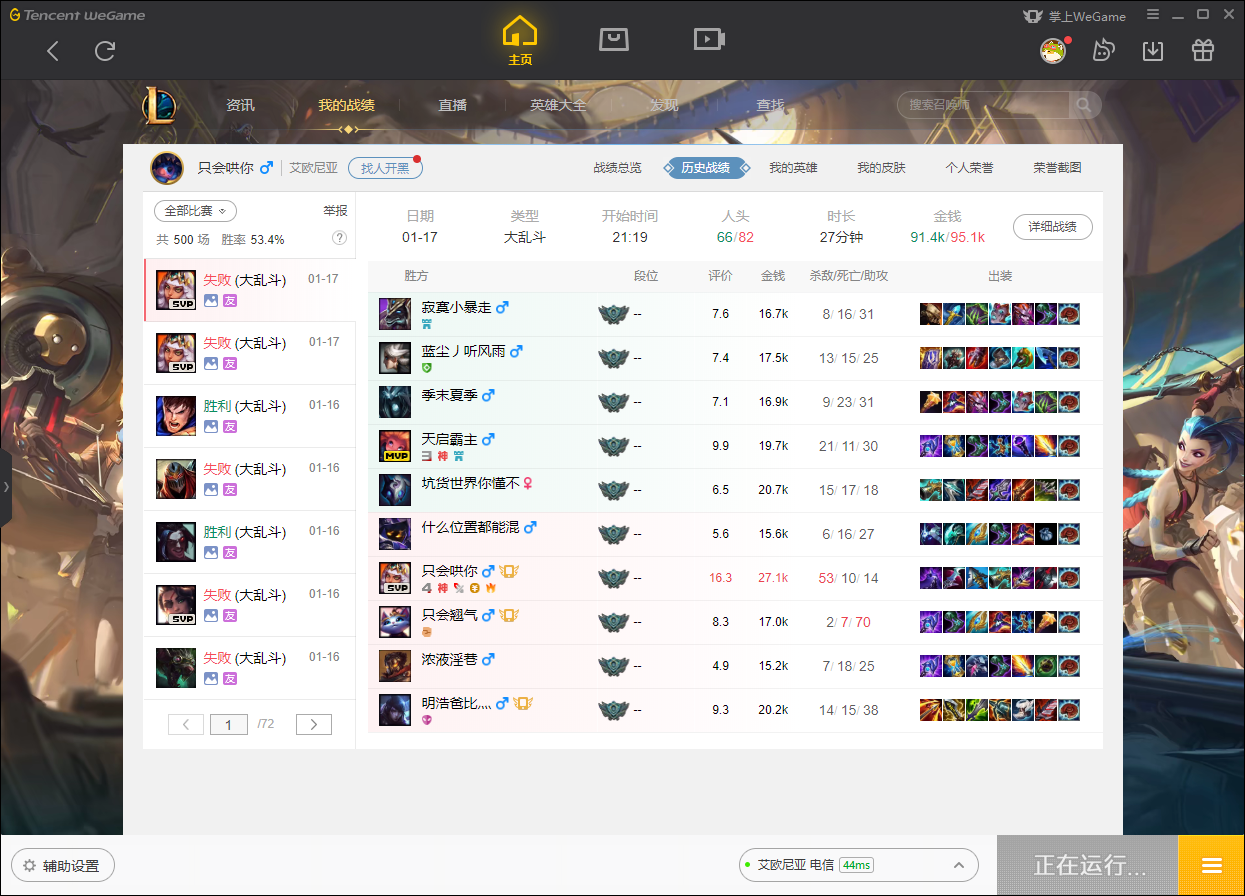 Tencent WeGame
掌上WeGame
主页
资讯
我的战绩
直播
英雄大全
发现
查找
搜索召唤师
只会哄你
艾欧尼亚
找人开黑
战绩总览
历史战绩
我的英雄
我的皮肤
个人荣誉
荣誉截图
全部比赛
举报
共 500 场 胜率 53.4%
?
日期
类型
开始时间
人头
时长
金钱
01-17
大乱斗
21:19
66/82
27分钟
91.4k/95.1k
详细战绩
失败 (大乱斗) 01-17
SVP
友
失败 (大乱斗) 01-17
SVP
友
胜利 (大乱斗) 01-16
友
失败 (大乱斗) 01-16
友
胜利 (大乱斗) 01-16
友
失败 (大乱斗) 01-16
SVP
友
失败 (大乱斗) 01-16
友
1 /72
胜方 段位 评价 金钱 杀敌/死亡/助攻 出装
寂寞小暴走 -- 7.6 16.7k 8/ 16/ 31
蓝尘丿听风雨 -- 7.4 17.5k 13/ 15/ 25
季末夏季 -- 7.1 16.9k 9/ 23/ 31
天启霸主 -- 9.9 19.7k 21/ 11/ 30
MVP
3 神
坑货世界你懂不 -- 6.5 20.7k 15/ 17/ 18
什么位置都能混 -- 5.6 15.6k 6/ 16/ 27
只会哄你 -- 16.3 27.1k 53/ 10/ 14
SVP
4 神
只会翘气 -- 8.3 17.0k 2/ 7/ 70
浓液淫巷 -- 4.9 15.2k 7/ 18/ 25
明浩爸比灬 -- 9.3 20.2k 14/ 15/ 38
辅助设置
艾欧尼亚 电信 44ms
正在运行...